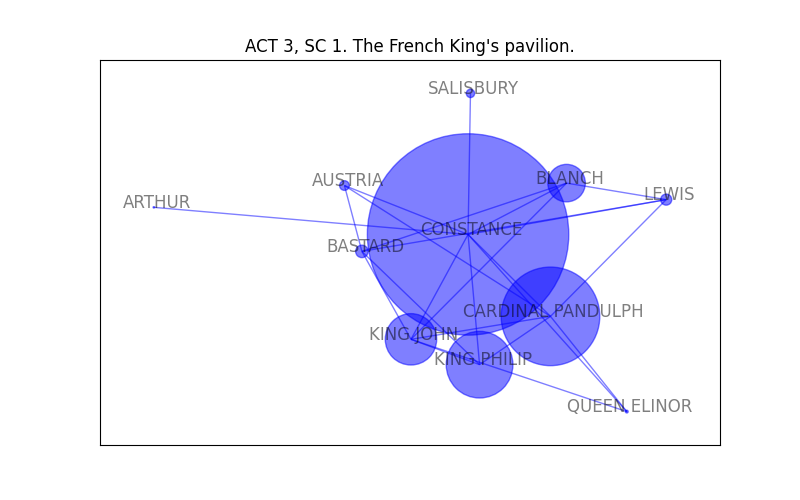 ACT 3, SC 1. The French King's pavilion.
SALISBURY
AUSTRIA
BLANCH
ARTHUR
LEWIS
CONSTANCE
BASTARD
CARDINAL PANDULPH
KING JOHN
KING PHILIP
QUEEN ELINOR